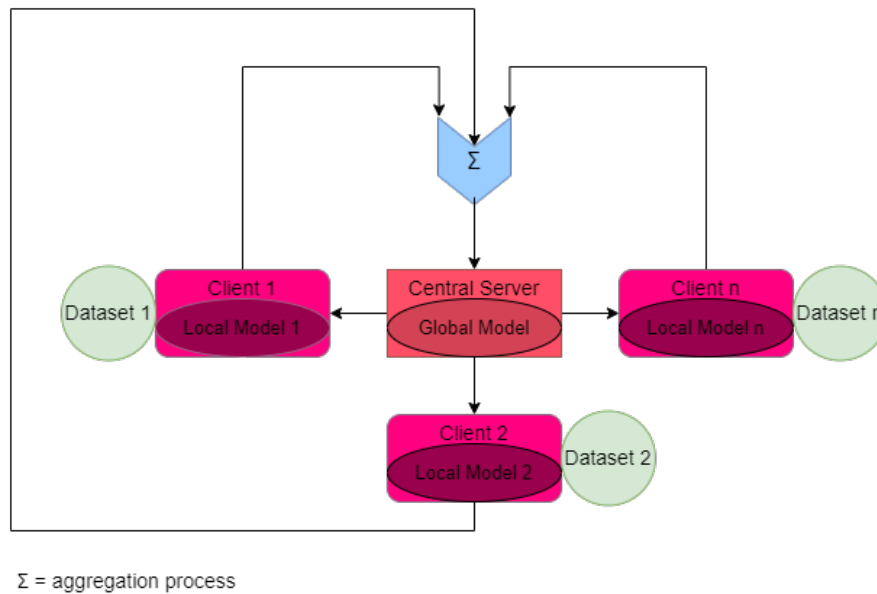 Σ
Client 1
Central Server
Client n
Dataset 1
Local Model 1
Global Model
Local Model n
Dataset n
Client 2
Local Model 2
Dataset 2
Σ = aggregation process